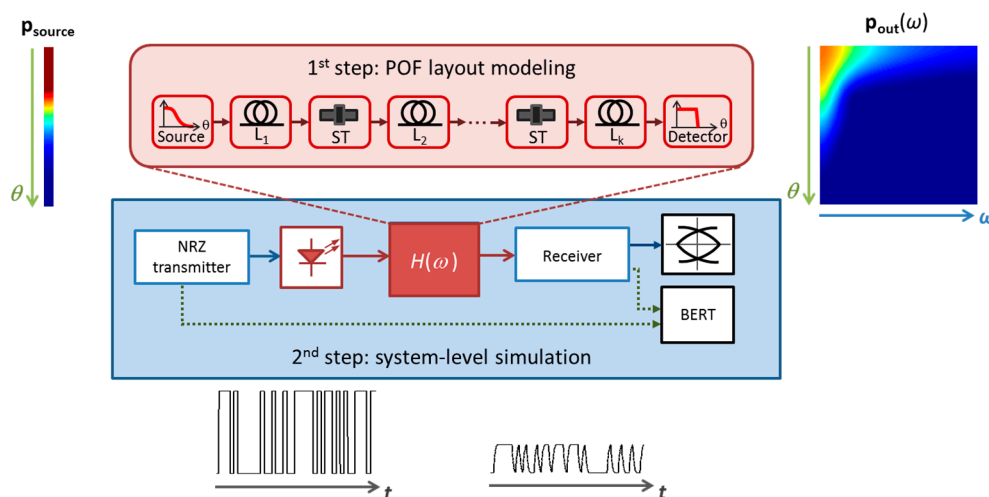 p_source
θ
1st step: POF layout modeling
θ
Source
L1
ST
L2
ST
Lk
θ
Detector
p_out(ω)
ω
NRZ
transmitter
H(ω)
Receiver
BERT
2nd step: system-level simulation
t
t